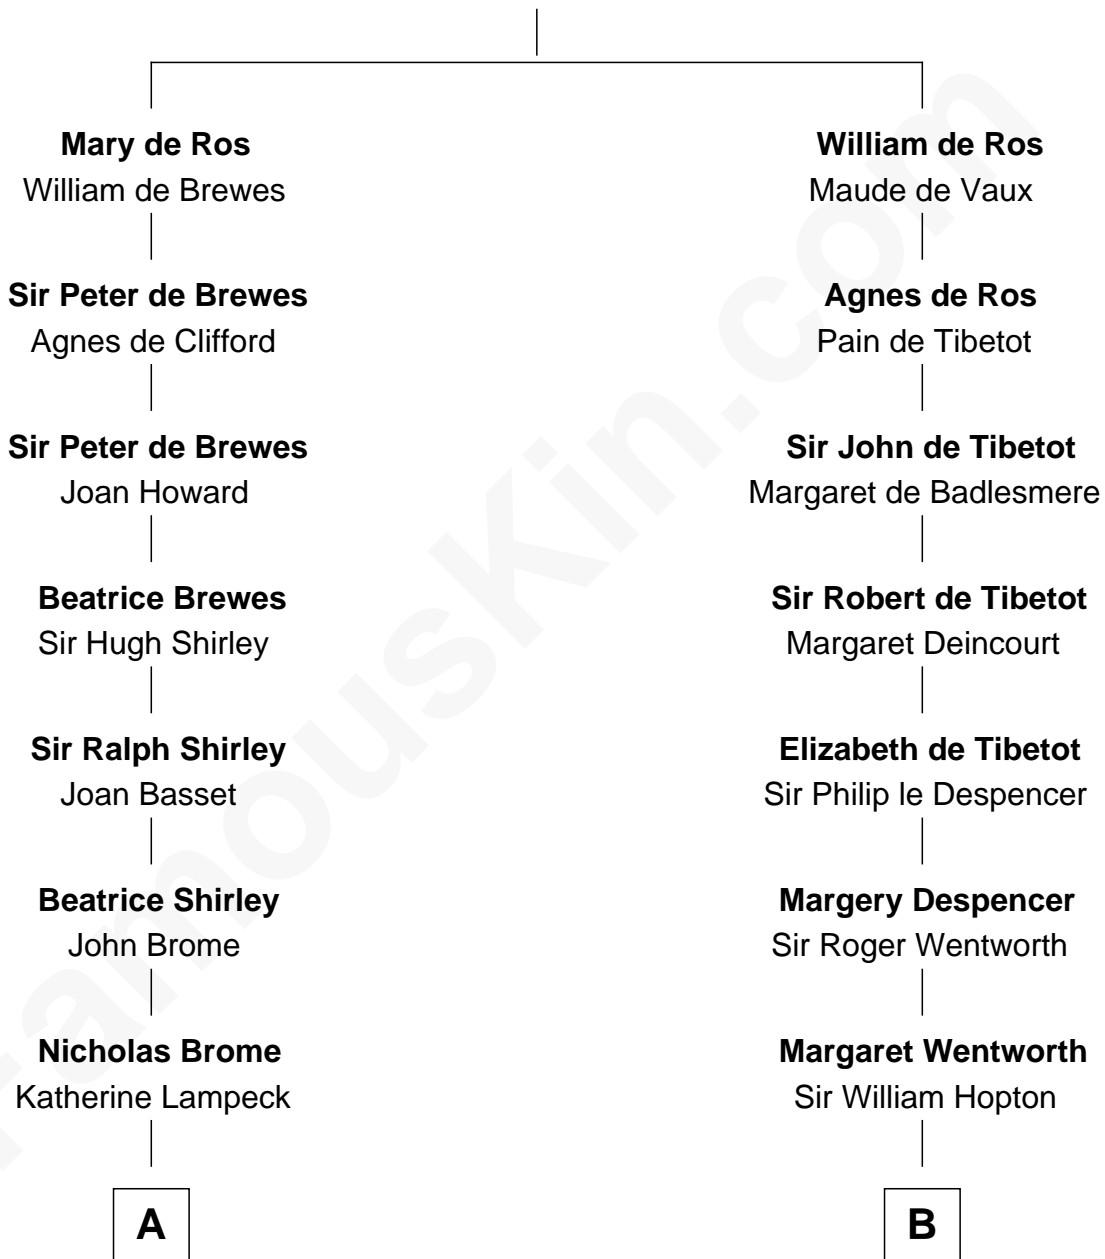 Mary de Ros
William de Brewes
Sir Peter de Brewes
Agnes de Clifford
Sir Peter de Brewes
Joan Howard
Beatrice Brewes
Sir Hugh Shirley
Sir Ralph Shirley
Joan Basset
Beatrice Shirley
John Brome
Nicholas Brome
Katherine Lampeck
A
William de Ros
Maude de Vaux
Agnes de Ros
Pain de Tibetot
Sir John de Tibetot
Margaret de Badlesmere
Sir Robert de Tibetot
Margaret Deincourt
Elizabeth de Tibetot
Sir Philip le Despencer
Margery Despencer
Sir Roger Wentworth
Margaret Wentworth
Sir William Hopton
B
FamousKin.com